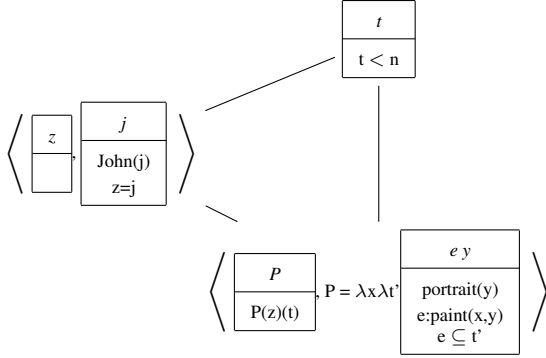 t
t < n
⟨ z , j ⟩
John(j)
z=j
⟨ P , P = λxλt' e y ⟩
P(z)(t) portrait(y)
e:paint(x,y)
e ⊆ t'